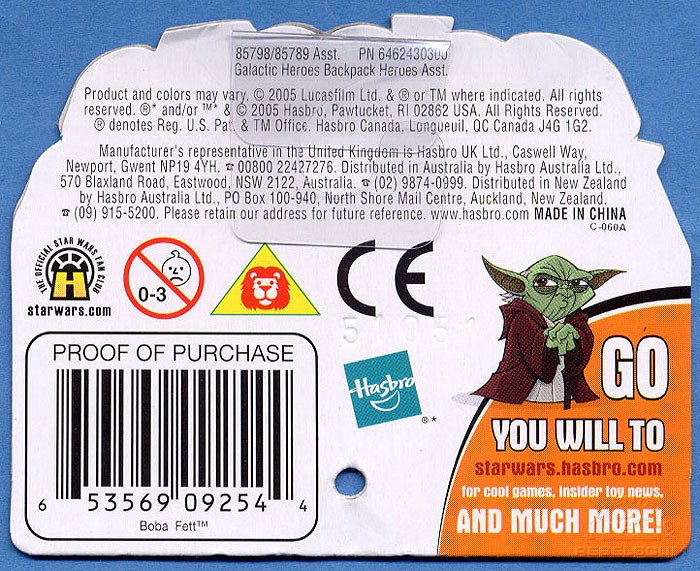 85798/85789 Asst. PN 6462430300
Galactic Heroes Backpack Heroes Asst.
Product and colors may vary. © 2005 Lucasfilm Ltd. & ® or TM where indicated. All rights
reserved. ®* and/or ™* & © 2005 Hasbro, Pawtucket, RI 02862 USA. All Rights Reserved.
® denotes Reg. U.S. Pat. & TM Office. Hasbro Canada, Longueuil, QC Canada J4G 1G2.
Manufacturer's representative in the United Kingdom is Hasbro UK Ltd., Caswell Way,
Newport, Gwent NP19 4YH. ☎ 00800 22427276. Distributed in Australia by Hasbro Australia Ltd.,
570 Blaxland Road, Eastwood, NSW 2122, Australia. ☎ (02) 9874-0999. Distributed in New Zealand
by Hasbro Australia Ltd., PO Box 100-940, North Shore Mail Centre, Auckland, New Zealand.
☎ (09) 915-5200. Please retain our address for future reference. www.hasbro.com MADE IN CHINA
C-060A
THE OFFICIAL STAR WARS FAN CLUB
H
starwars.com
0-3
CE
51051
PROOF OF PURCHASE
6 53569 09254 4
Boba Fett™
Hasbro
®*
GO
YOU WILL TO
starwars.hasbro.com
for cool games, insider toy news,
AND MUCH MORE!